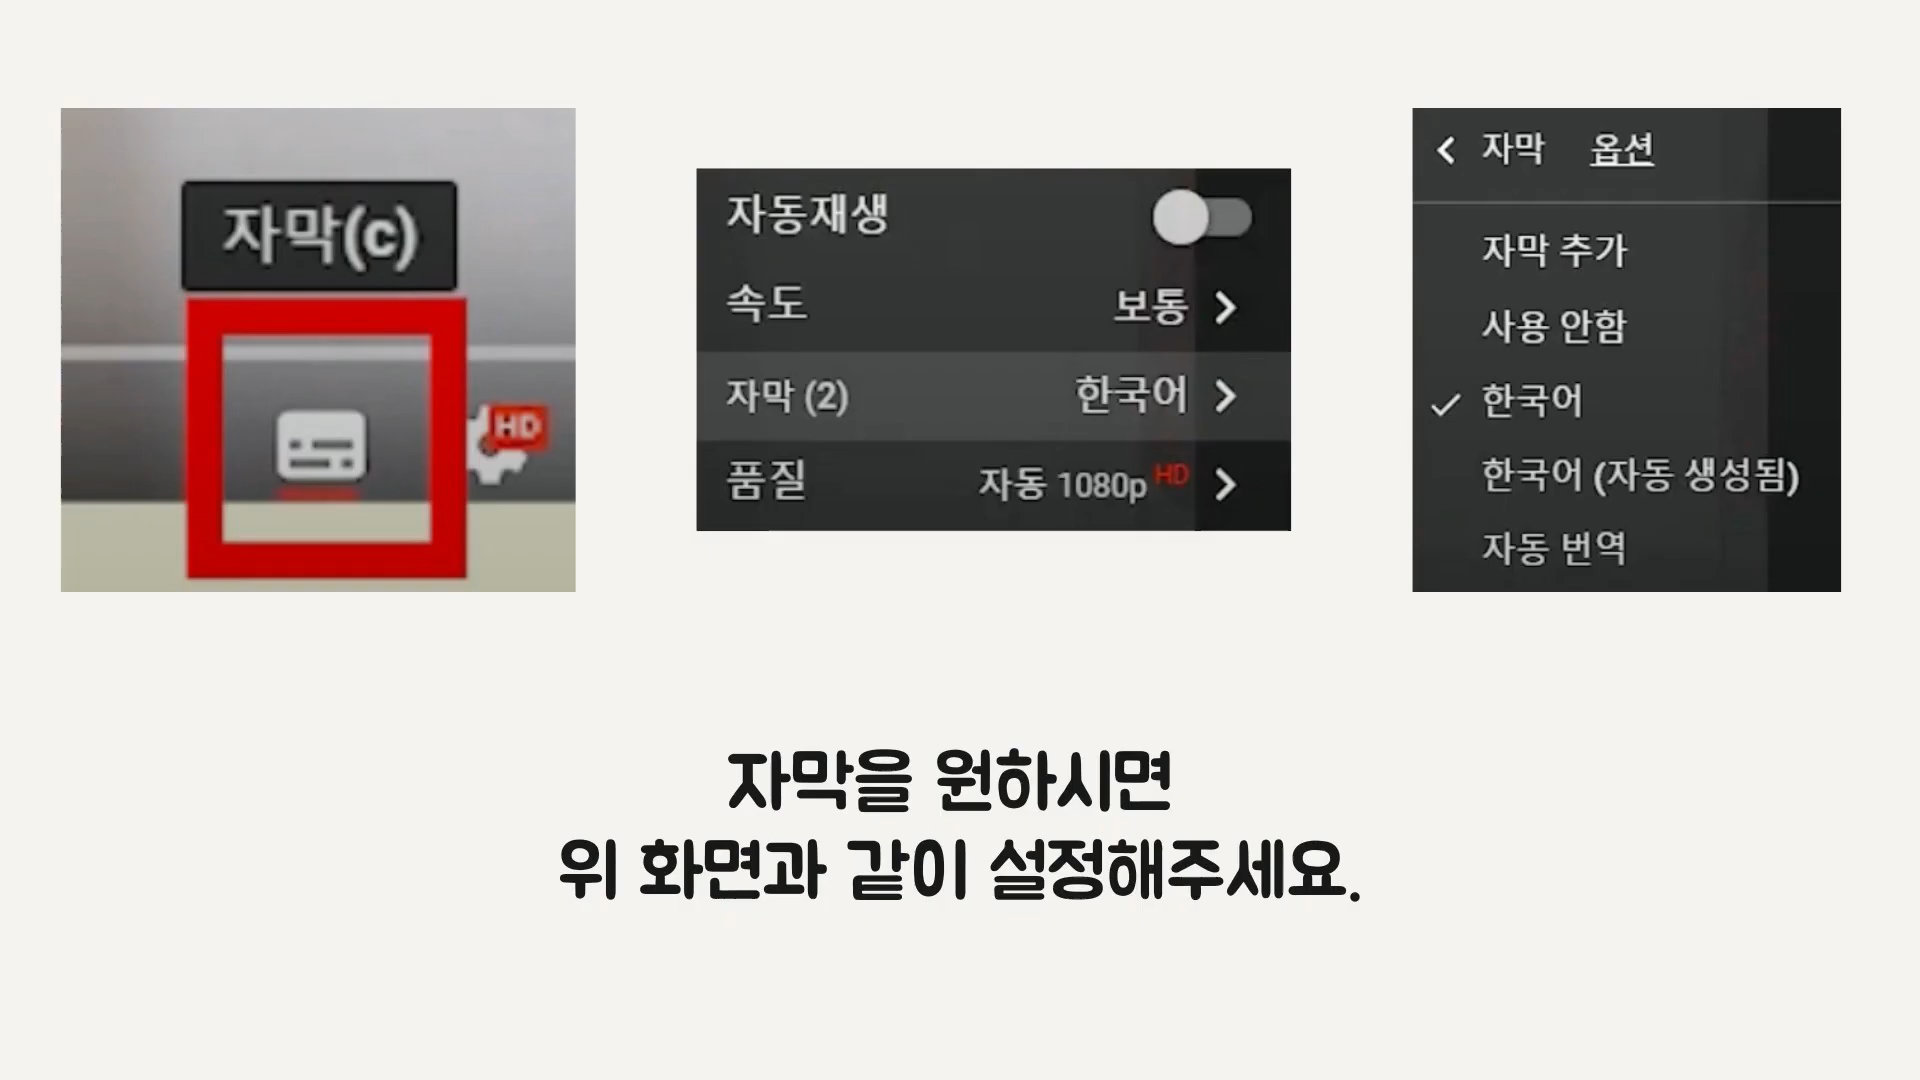 자막(c)
HD
자동재생
속도 보통
자막 (2) 한국어
품질 자동 1080p HD
자막 옵션
자막 추가
사용 안함
한국어
한국어 (자동 생성됨)
자동 번역
자막을 원하시면
위 화면과 같이 설정해주세요.